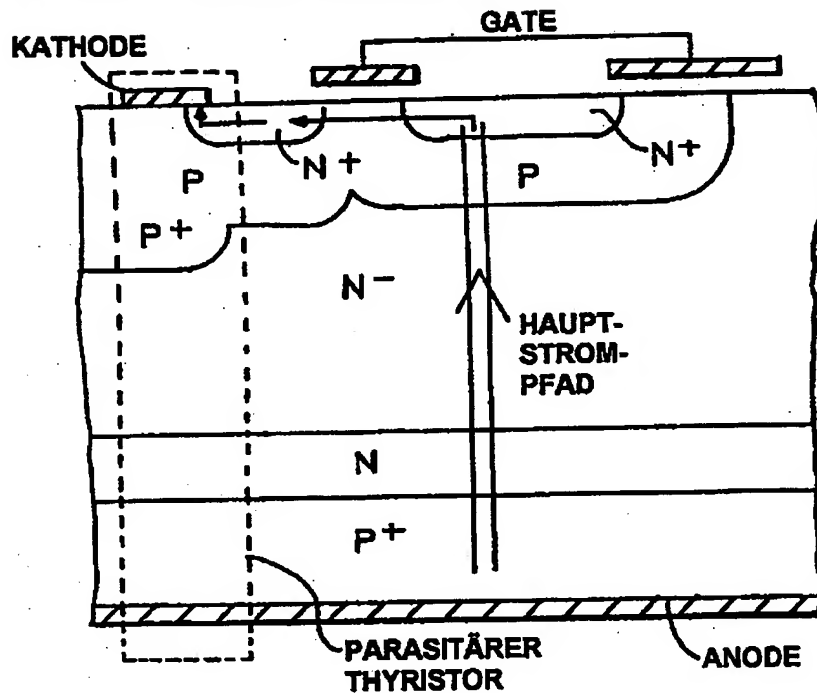 GATE
KATHODE
N+
N+
P
P
P+
N−
HAUPT-
STROM-
PFAD
N
P+
PARASITÄRER
THYRISTOR
ANODE